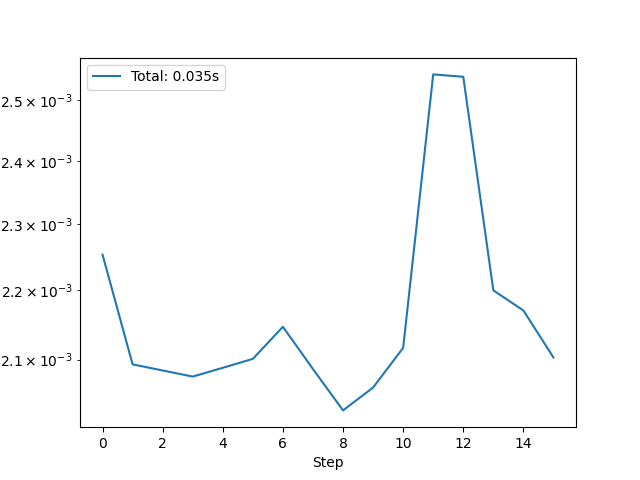 Total: 0.035s
2.5 × 10⁻³
2.4 × 10⁻³
2.3 × 10⁻³
2.2 × 10⁻³
2.1 × 10⁻³
0 2 4 6 8 10 12 14
Step